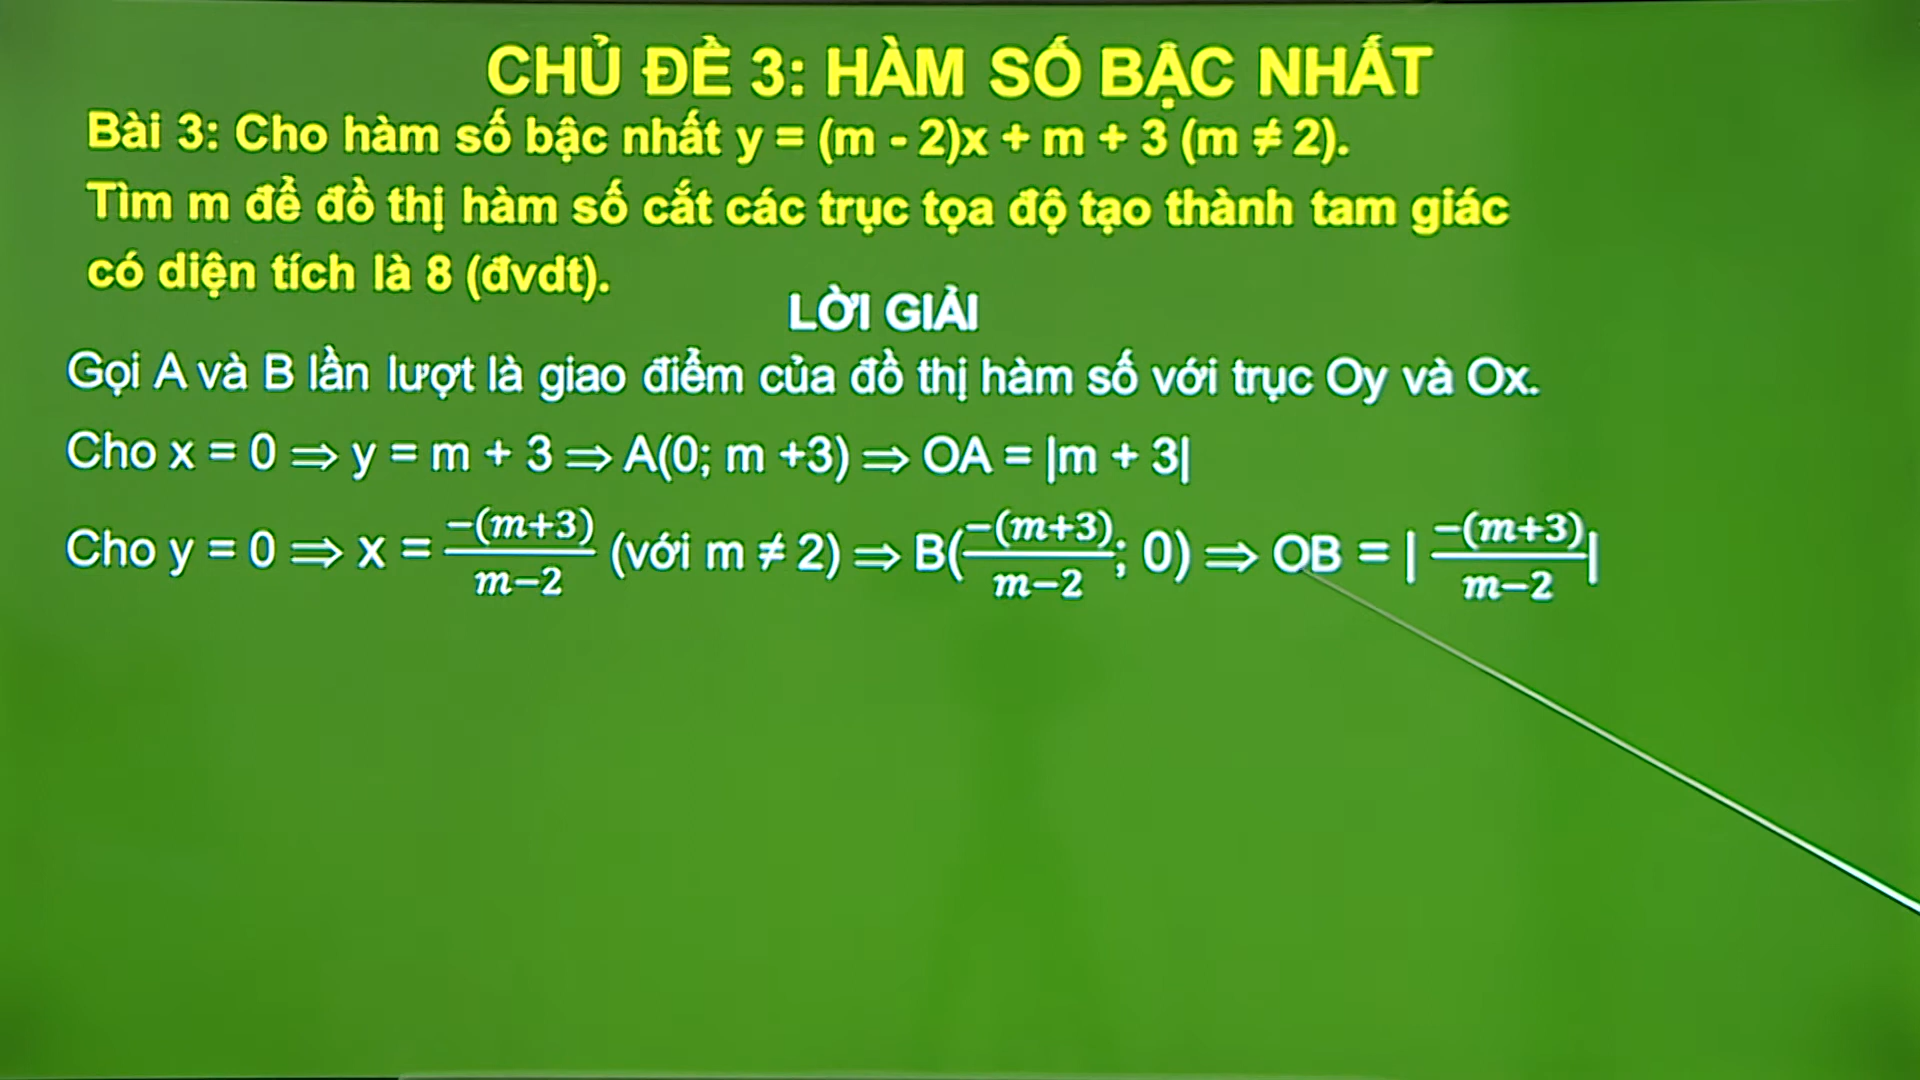 CHỦ ĐỀ 3: HÀM SỐ BẬC NHẤT
Bài 3: Cho hàm số bậc nhất y = (m - 2)x + m + 3 (m ≠ 2).
Tìm m để đồ thị hàm số cắt các trục tọa độ tạo thành tam giác
có diện tích là 8 (đvdt).
LỜI GIẢI
Gọi A và B lần lượt là giao điểm của đồ thị hàm số với trục Oy và Ox.
Cho x = 0 ⇒ y = m + 3 ⇒ A(0; m +3) ⇒ OA = |m + 3|
Cho y = 0 ⇒ x = −(m+3)/m−2 (với m ≠ 2) ⇒ B(−(m+3)/m−2; 0) ⇒ OB = | −(m+3)/m−2|